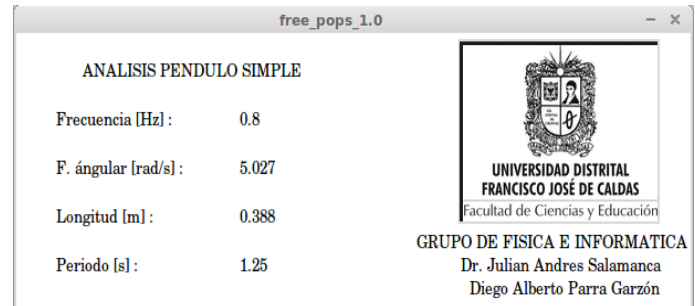 free_pops_1.0
ANALISIS PENDULO SIMPLE
Frecuencia [Hz] : 0.8
F. ángular [rad/s] : 5.027
Longitud [m] : 0.388
Periodo [s] : 1.25
UNIVERSIDAD DISTRITAL
FRANCISCO JOSÉ DE CALDAS
Facultad de Ciencias y Educación
GRUPO DE FISICA E INFORMATICA
Dr. Julian Andres Salamanca
Diego Alberto Parra Garzón